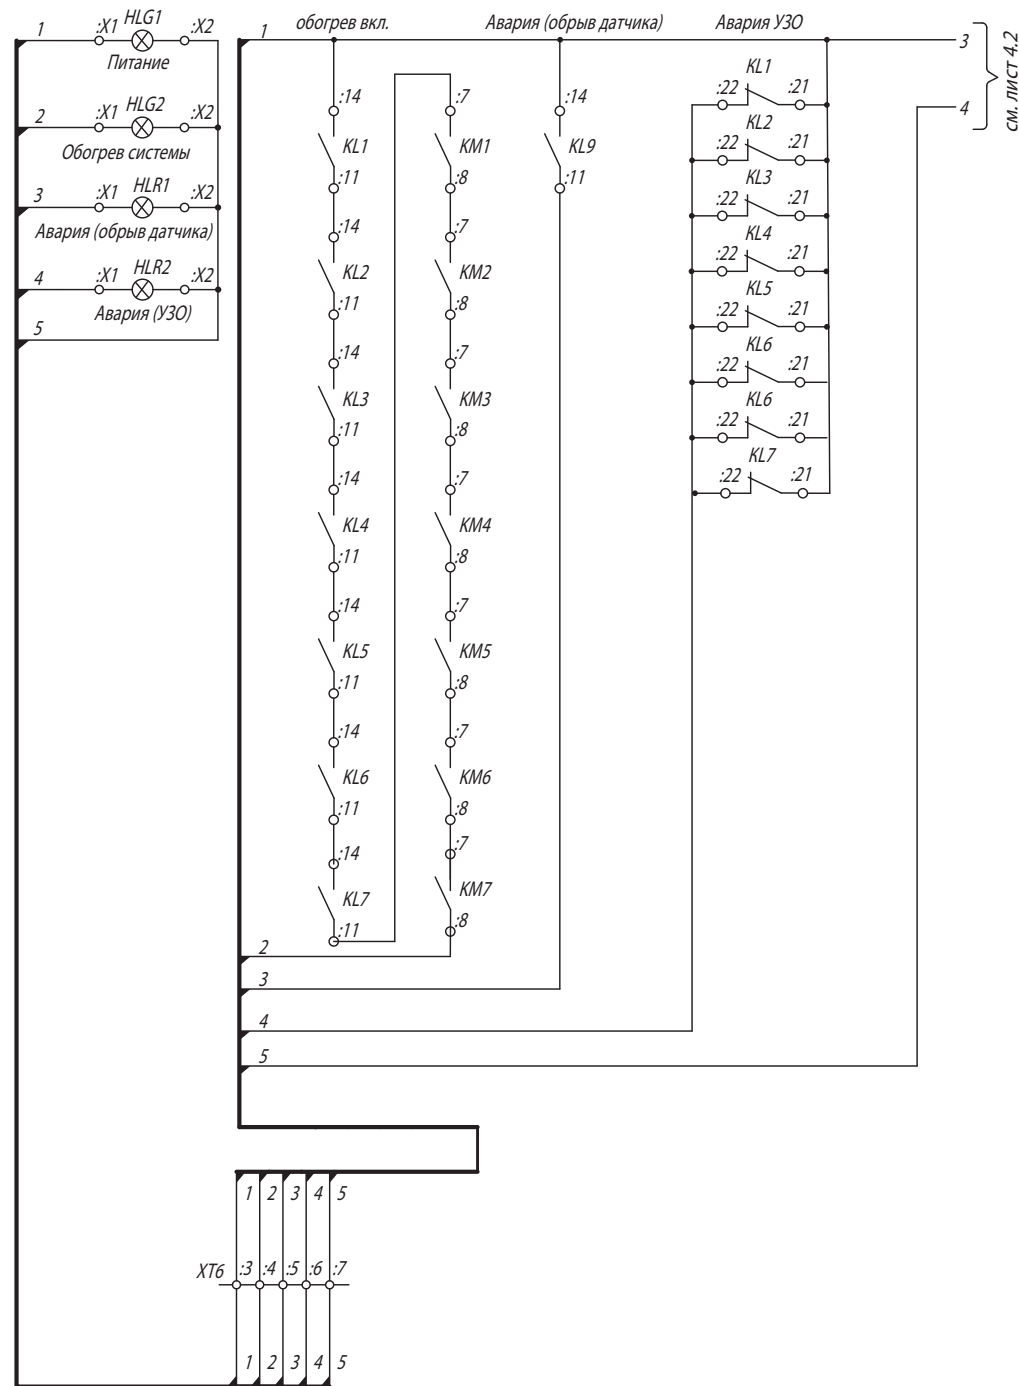 1 :X1 HLG1 :X2
Питание
2 :X1 HLG2 :X2
Обогрев системы
3 :X1 HLR1 :X2
Авария (обрыв датчика)
4 :X1 HLR2 :X2
Авария (УЗО)
5
1
обогрев вкл.
:14
KL1
:11
:14
KL2
:11
:14
KL3
:11
:14
KL4
:11
:14
KL5
:11
:14
KL6
:11
:14
KL7
:11
:7
KM1
:8
:7
KM2
:8
:7
KM3
:8
:7
KM4
:8
:7
KM5
:8
:7
KM6
:8
:7
KM7
:8
Авария (обрыв датчика)
:14
KL9
:11
Авария УЗО
KL1
:22 :21
KL2
:22 :21
KL3
:22 :21
KL4
:22 :21
KL5
:22 :21
KL6
:22 :21
KL6
:22 :21
KL7
:22 :21
3
4
см. лист 4.2
2
3
4
5
1 2 3 4 5
XT6 :3 :4 :5 :6 :7
1 2 3 4 5